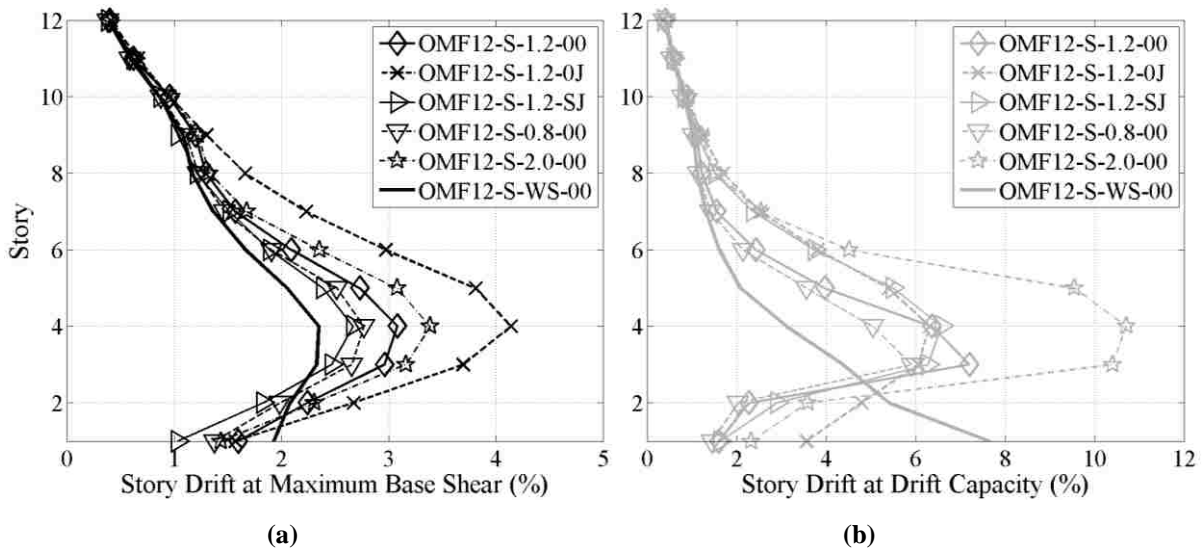 12
10
8
6
4
2
Story
0 1 2 3 4 5
Story Drift at Maximum Base Shear (%)
OMF12-S-1.2-00
OMF12-S-1.2-0J
OMF12-S-1.2-SJ
OMF12-S-0.8-00
OMF12-S-2.0-00
OMF12-S-WS-00
(a)
12
10
8
6
4
2
0 2 4 6 8 10 12
Story Drift at Drift Capacity (%)
OMF12-S-1.2-00
OMF12-S-1.2-0J
OMF12-S-1.2-SJ
OMF12-S-0.8-00
OMF12-S-2.0-00
OMF12-S-WS-00
(b)